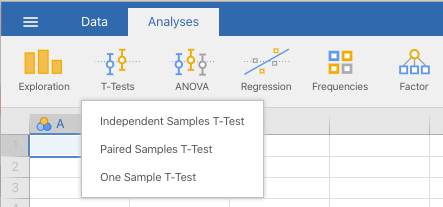 Data Analyses
Exploration T-Tests ANOVA Regression Frequencies Factor
A
Independent Samples T-Test
Paired Samples T-Test
One Sample T-Test
1
2
3